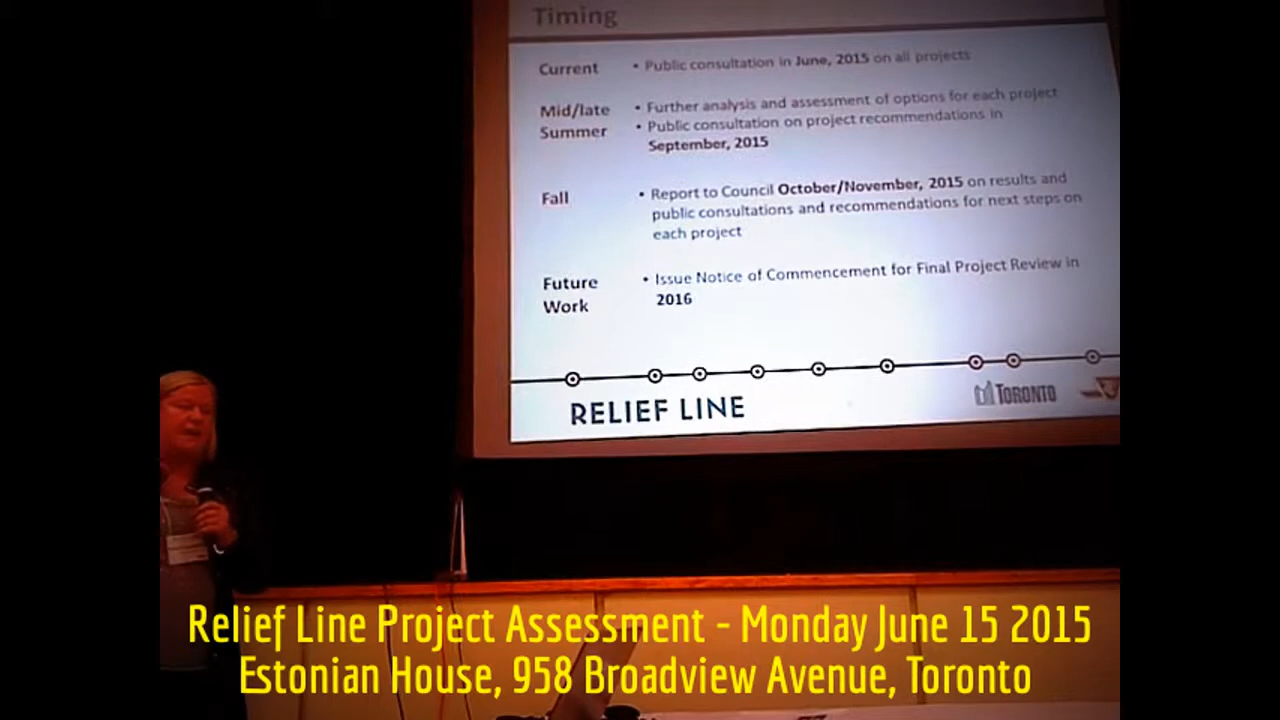 Timing
Current
• Public consultation in June, 2015 on all projects
Mid/late
Summer
• Further analysis and assessment of options for each project
• Public consultation on project recommendations in
September, 2015
Fall
• Report to Council October/November, 2015 on results and
public consultations and recommendations for next steps on
each project
Future
Work
• Issue Notice of Commencement for Final Project Review in
2016
RELIEF LINE
TORONTO
Relief Line Project Assessment - Monday June 15 2015
Estonian House, 958 Broadview Avenue, Toronto